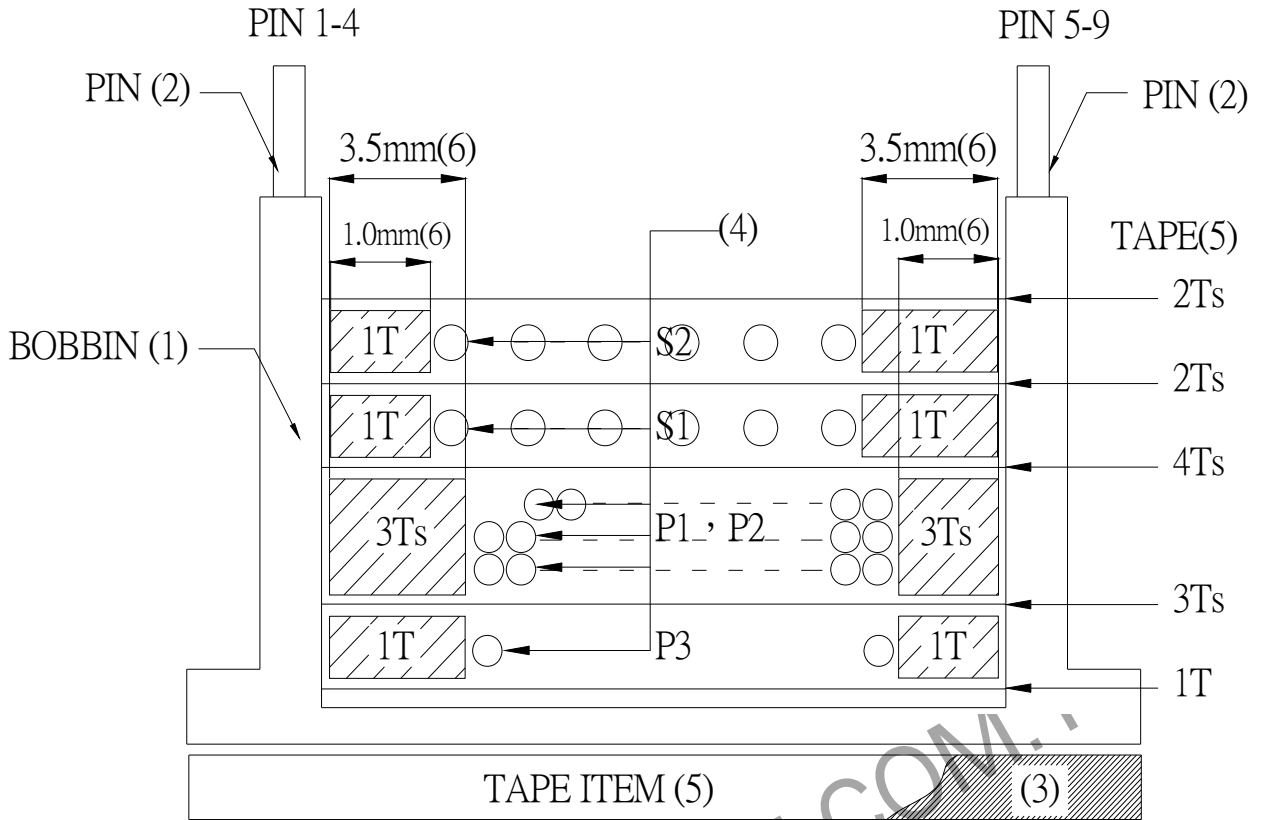 PIN 1-4 PIN 5-9
PIN (2) PIN (2)
3.5mm(6) 3.5mm(6)
1.0mm(6) (4) 1.0mm(6) TAPE(5)
2Ts
BOBBIN (1) 1T S2 1T
2Ts
1T S1 1T
4Ts
3Ts P1，P2 3Ts
3Ts
1T P3 1T
1T
TAPE ITEM (5) (3)
.COM.